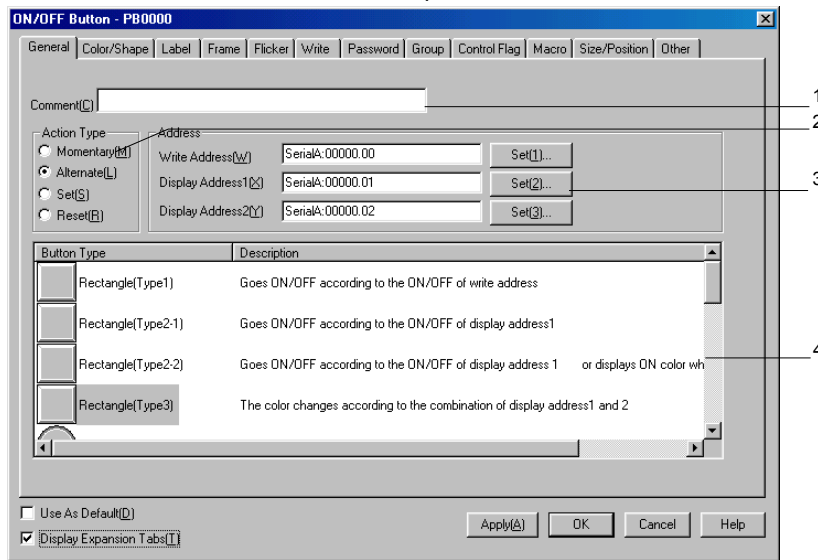 ON/OFF Button - PB0000
General Color/Shape Label Frame Flicker Write Password Group Control Flag Macro Size/Position Other
Comment(C)
1
2
Action Type
Address
Momentary(M)
Write Address(W) SerialA:00000.00 Set(1)...
Alternate(L)
Display Address1(X) SerialA:00000.01 Set(2)...
3
Set(S)
Reset(R)
Display Address2(Y) SerialA:00000.02 Set(3)...
Button Type Description
Rectangle(Type1) Goes ON/OFF according to the ON/OFF of write address
Rectangle(Type2-1) Goes ON/OFF according to the ON/OFF of display address1
Rectangle(Type2-2) Goes ON/OFF according to the ON/OFF of display address 1 or displays ON color wh
4
Rectangle(Type3) The color changes according to the combination of display address1 and 2
Use As Default(D)
Display Expansion Tabs(T)
Apply(A) OK Cancel Help